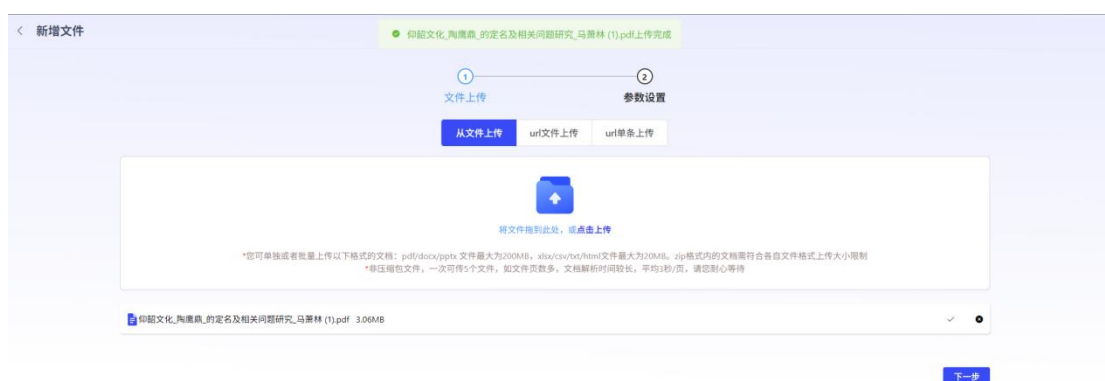 新增文件
仰韶文化_陶鹰鼎_的定名及相关问题研究_马萧林 (1).pdf上传完成
1
2
文件上传
参数设置
从文件上传
url文件上传
url单条上传
将文件拖到此处，或点击上传
*您可单独或者批量上传以下格式的文档：pdf/docx/pptx 文件最大为200MB，xlsx/csv/txt/html文件最大为20MB。zip格式内的文档需符合各自文件格式上传大小限制
*非压缩包文件，一次可传5个文件，如文件页数多，文档解析时间较长，平均3秒/页，请您耐心等待
仰韶文化_陶鹰鼎_的定名及相关问题研究_马萧林 (1).pdf 3.06MB
下一步